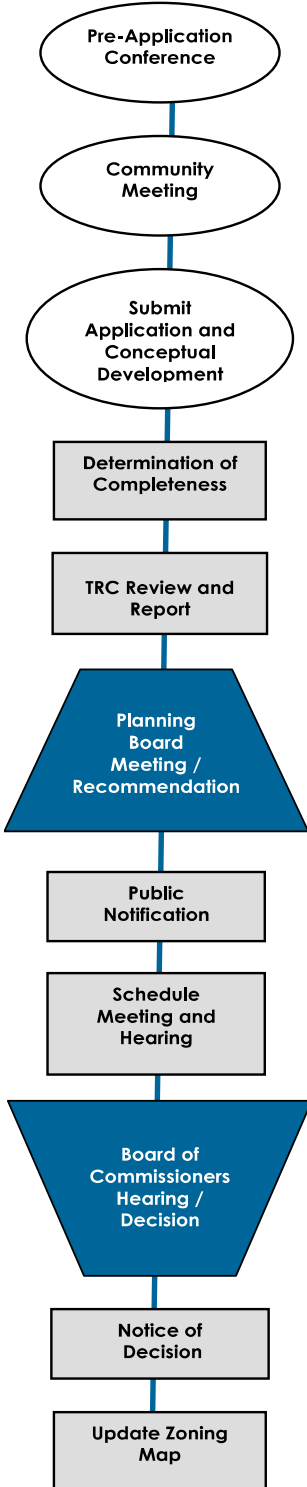 Pre-Application
Conference
Community
Meeting
Submit
Application and
Conceptual
Development
Determination of
Completeness
TRC Review and
Report
Planning
Board
Meeting /
Recommendation
Public
Notification
Schedule
Meeting and
Hearing
Board of
Commissioners
Hearing /
Decision
Notice of
Decision
Update Zoning
Map